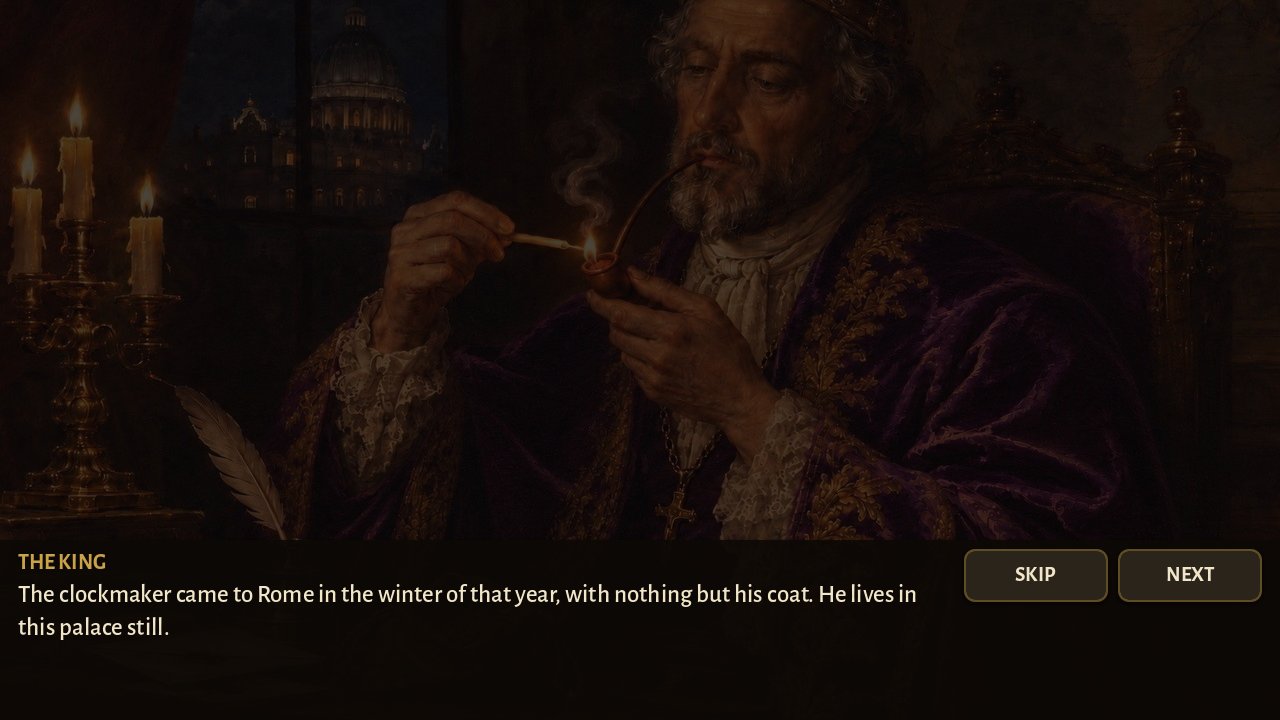 THE KING
The clockmaker came to Rome in the winter of that year, with nothing but his coat. He lives in
this palace still.
SKIP
NEXT